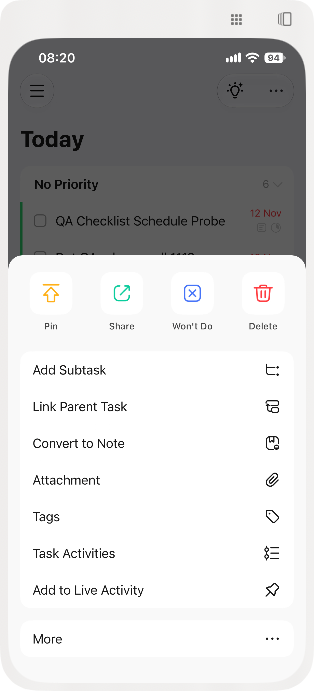 08:20
94
Today
No Priority
6
QA Checklist Schedule Probe
12 Nov
Pin
Share
Won't Do
Delete
Add Subtask
Link Parent Task
Convert to Note
Attachment
Tags
Task Activities
Add to Live Activity
More